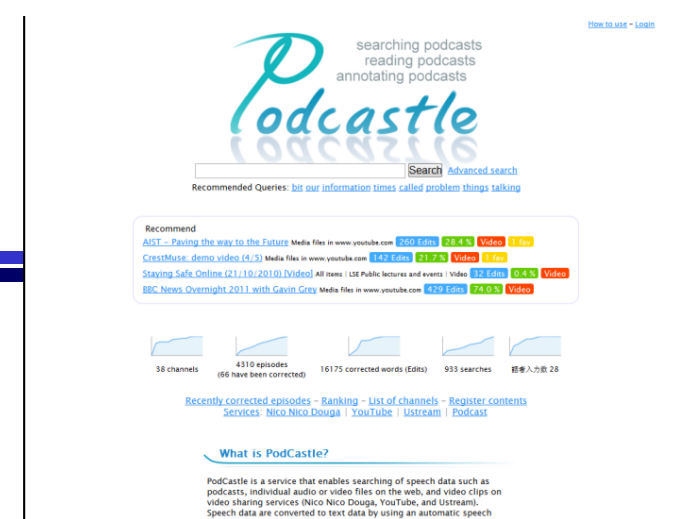 How to use - Login
searching podcasts
reading podcasts
annotating podcasts
Podcastle
Search Advanced search
Recommended Queries: bit our information times called problem things talking
Recommend
AIST - Paving the way to the Future Media files in www.youtube.com 260 Edits 28.4 % Video 1 fav
CrestMuse: demo video (4/5) Media files in www.youtube.com 142 Edits 21.7 % Video 1 fav
Staying Safe Online (21/10/2010) [Video] All items | LSE Public lectures and events | Video 32 Edits 0.4 % Video
BBC News Overnight 2011 with Gavin Grey Media files in www.youtube.com 429 Edits 74.0 % Video
38 channels
4310 episodes
(66 have been corrected)
16175 corrected words (Edits)
933 searches
話者入力数 28
Recently corrected episodes - Ranking - List of channels - Register contents
Services: Nico Nico Douga | YouTube | Ustream | Podcast
What is PodCastle?
PodCastle is a service that enables searching of speech data such as
podcasts, individual audio or video files on the web, and video clips on
video sharing services (Nico Nico Douga, YouTube, and Ustream).
Speech data are converted to text data by using an automatic speech